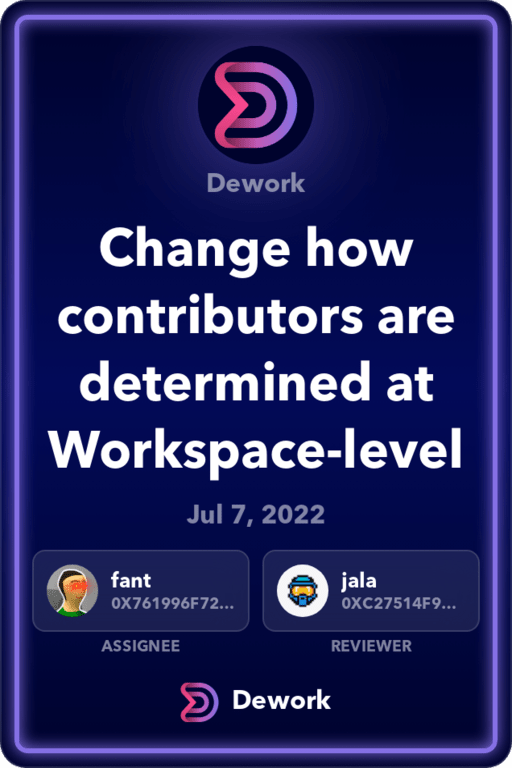 Dework
Change how
contributors are
determined at
Workspace-level
Jul 7, 2022
fant
0X761996F72...
jala
0XC27514F9...
ASSIGNEE
REVIEWER
Dework